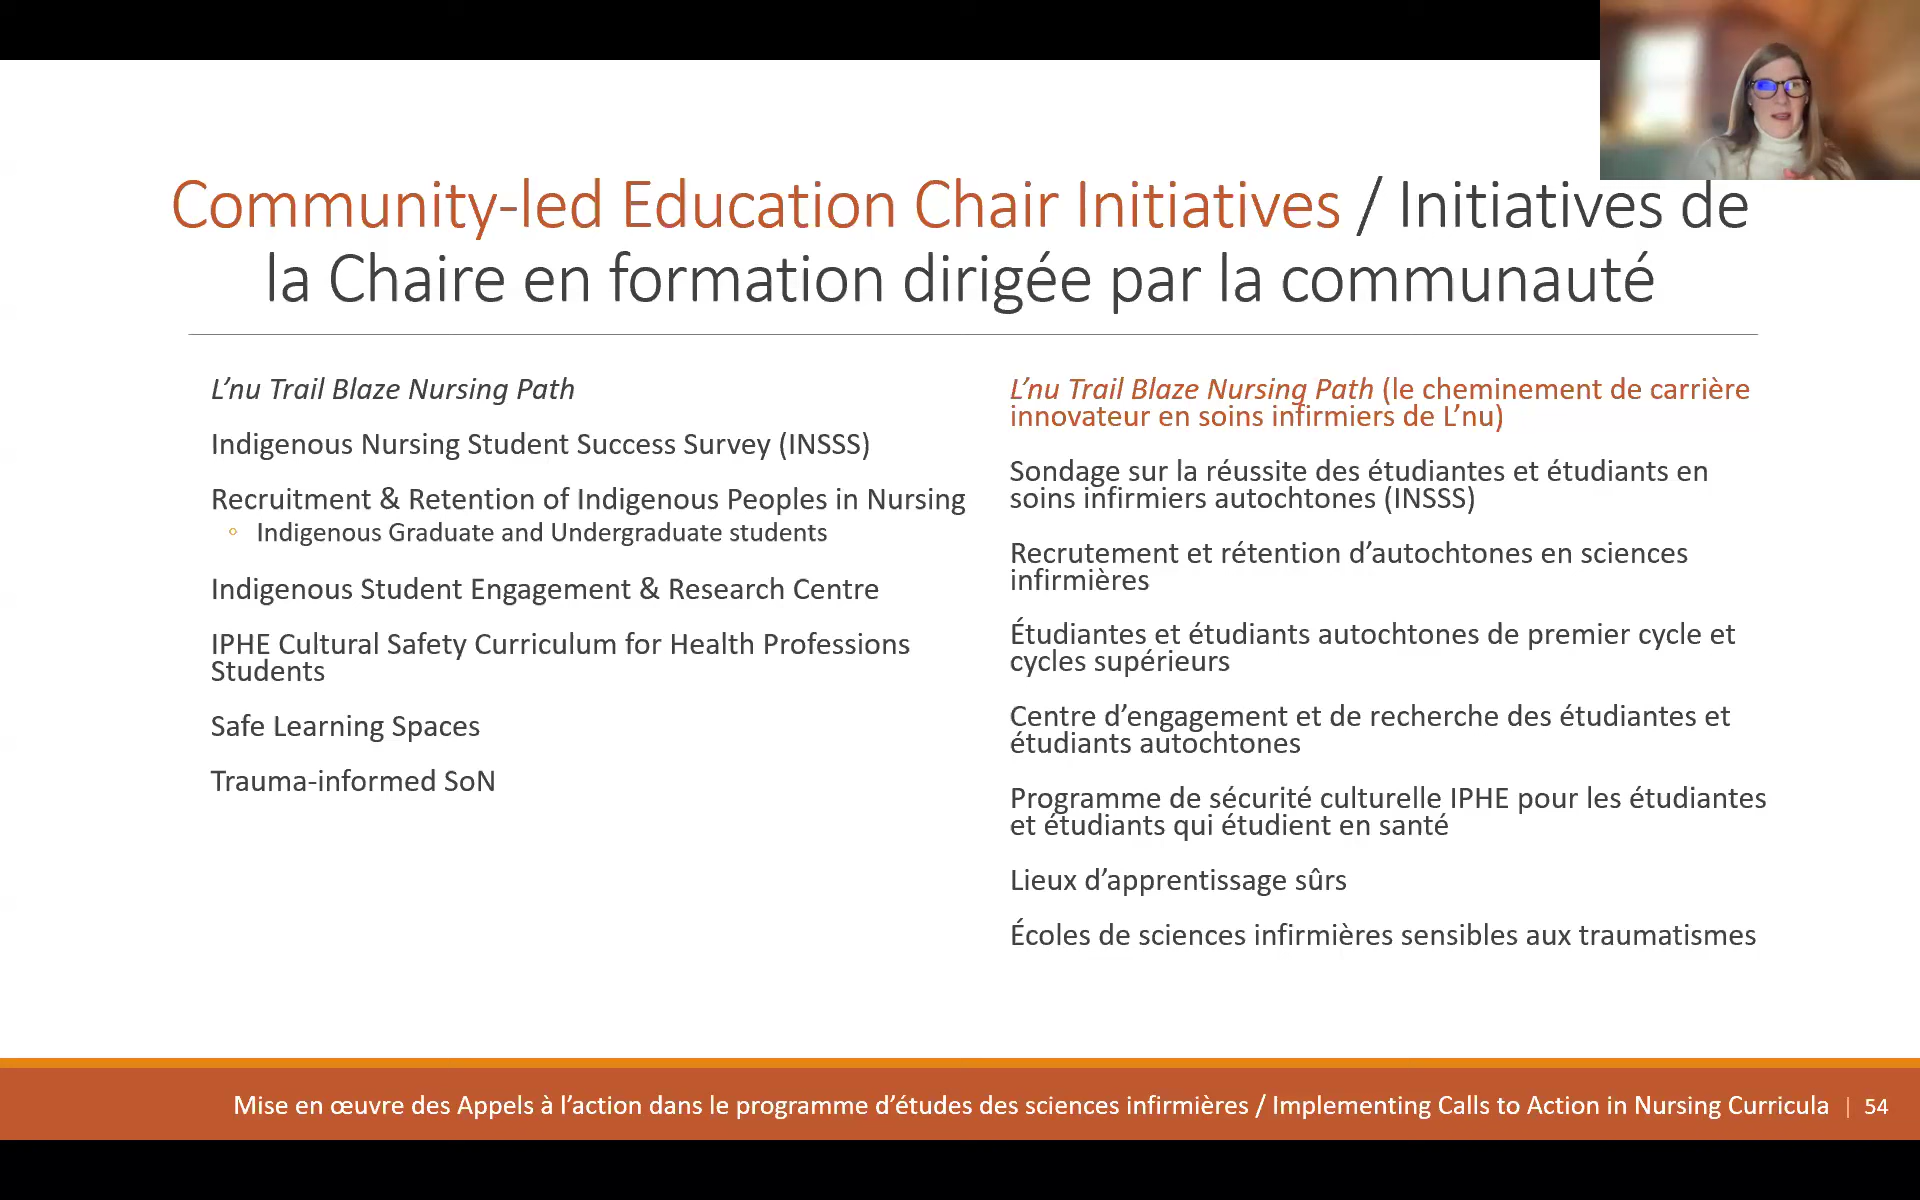 Community-led Education Chair Initiatives / Initiatives de
la Chaire en formation dirigée par la communauté
L’nu Trail Blaze Nursing Path
Indigenous Nursing Student Success Survey (INSSS)
Recruitment & Retention of Indigenous Peoples in Nursing
Indigenous Graduate and Undergraduate students
Indigenous Student Engagement & Research Centre
IPHE Cultural Safety Curriculum for Health Professions
Students
Safe Learning Spaces
Trauma-informed SoN
L’nu Trail Blaze Nursing Path (le cheminement de carrière
innovateur en soins infirmiers de L’nu)
Sondage sur la réussite des étudiantes et étudiants en
soins infirmiers autochtones (INSSS)
Recrutement et rétention d’autochtones en sciences
infirmières
Étudiantes et étudiants autochtones de premier cycle et
cycles supérieurs
Centre d’engagement et de recherche des étudiantes et
étudiants autochtones
Programme de sécurité culturelle IPHE pour les étudiantes
et étudiants qui étudient en santé
Lieux d’apprentissage sûrs
Écoles de sciences infirmières sensibles aux traumatismes
Mise en œuvre des Appels à l’action dans le programme d’études des sciences infirmières / Implementing Calls to Action in Nursing Curricula | 54